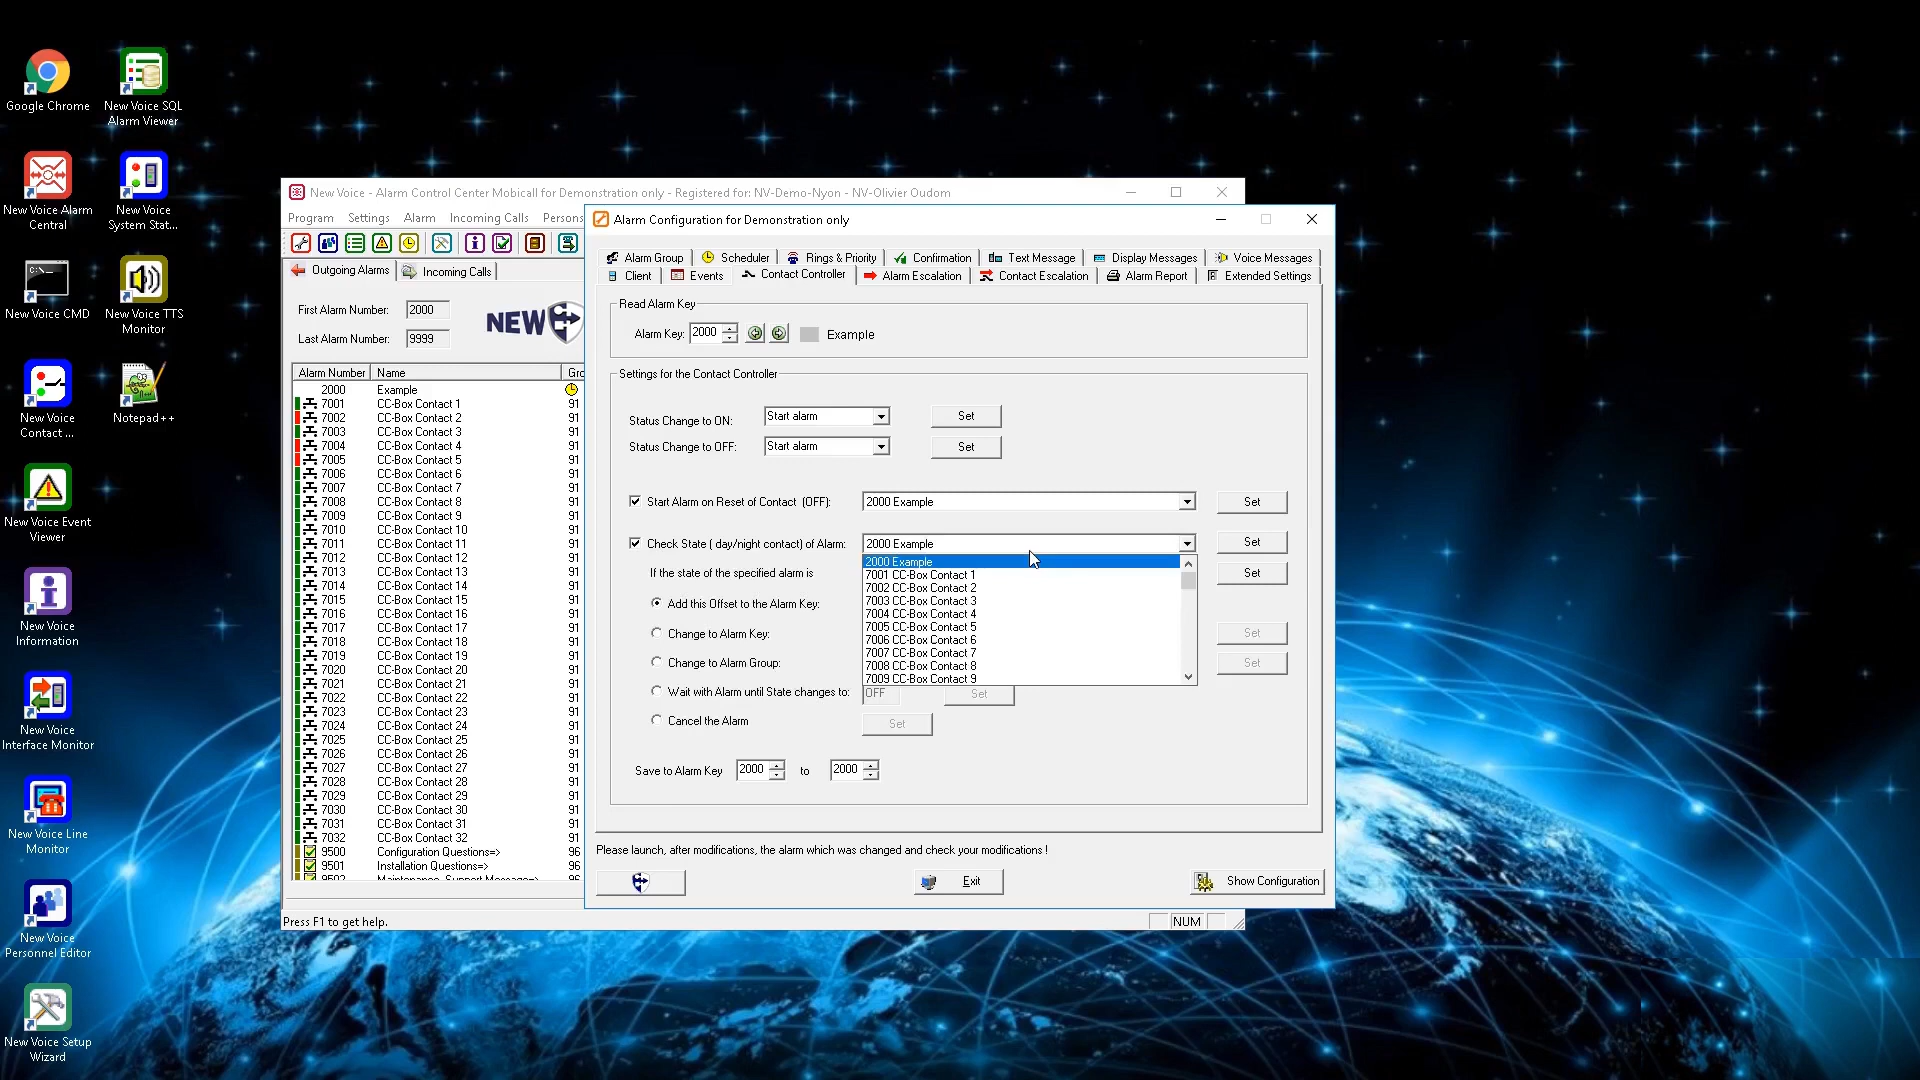 Google Chrome
New Voice SQL
Alarm Viewer
New Voice Alarm
Central
New Voice
System Stat...
New Voice CMD
New Voice TTS
Monitor
New Voice
Contact ...
Notepad++
New Voice Event
Viewer
New Voice
Information
New Voice
Interface Monitor
New Voice Line
Monitor
New Voice
Personnel Editor
New Voice Setup
Wizard
New Voice - Alarm Control Center Mobicall for Demonstration only - Registered for: NV-Demo-Nyon - NV-Olivier Oudom
Program Settings Alarm Incoming Calls Persons
Outgoing Alarms Incoming Calls
First Alarm Number: 2000
Last Alarm Number: 9999
NEW
Alarm Number Name Gro
2000 Example
7001 CC-Box Contact 1 91
7002 CC-Box Contact 2 91
7003 CC-Box Contact 3 91
7004 CC-Box Contact 4 91
7005 CC-Box Contact 5 91
7006 CC-Box Contact 6 91
7007 CC-Box Contact 7 91
7008 CC-Box Contact 8 91
7009 CC-Box Contact 9 91
7010 CC-Box Contact 10 91
7011 CC-Box Contact 11 91
7012 CC-Box Contact 12 91
7013 CC-Box Contact 13 91
7014 CC-Box Contact 14 91
7015 CC-Box Contact 15 91
7016 CC-Box Contact 16 91
7017 CC-Box Contact 17 91
7018 CC-Box Contact 18 91
7019 CC-Box Contact 19 91
7020 CC-Box Contact 20 91
7021 CC-Box Contact 21 91
7022 CC-Box Contact 22 91
7023 CC-Box Contact 23 91
7024 CC-Box Contact 24 91
7025 CC-Box Contact 25 91
7026 CC-Box Contact 26 91
7027 CC-Box Contact 27 91
7028 CC-Box Contact 28 91
7029 CC-Box Contact 29 91
7030 CC-Box Contact 30 91
7031 CC-Box Contact 31 91
7032 CC-Box Contact 32 91
9500 Configuration Questions=> 96
9501 Installation Questions=> 96
9502 Maintenance, Support Message=> 96
Press F1 to get help.
NUM
Alarm Configuration for Demonstration only
Alarm Group Scheduler Rings & Priority Confirmation Text Message Display Messages Voice Messages
Client Events Contact Controller Alarm Escalation Contact Escalation Alarm Report Extended Settings
Read Alarm Key
Alarm Key: 2000 Example
Settings for the Contact Controller
Status Change to ON: Start alarm Set
Status Change to OFF: Start alarm Set
Start Alarm on Reset of Contact (OFF): 2000 Example Set
Check State ( day/night contact) of Alarm: 2000 Example Set
2000 Example
7001 CC-Box Contact 1
7002 CC-Box Contact 2
7003 CC-Box Contact 3
7004 CC-Box Contact 4
7005 CC-Box Contact 5
7006 CC-Box Contact 6
7007 CC-Box Contact 7
7008 CC-Box Contact 8
7009 CC-Box Contact 9
If the state of the specified alarm is Set
Add this Offset to the Alarm Key:
Change to Alarm Key: Set
Change to Alarm Group: Set
Wait with Alarm until State changes to: OFF Set
Cancel the Alarm Set
Save to Alarm Key 2000 to 2000
Please launch, after modifications, the alarm which was changed and check your modifications !
Exit
Show Configuration